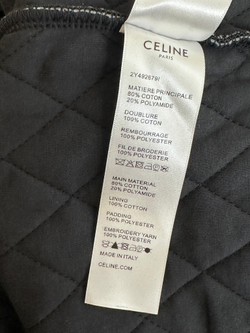 CELINE
PARIS
2Y492679I
MATIERE PRINCIPALE
80% COTON
20% POLYAMIDE
DOUBLURE
100% COTON
REMBOURRAGE
100% POLYESTER
FIL DE BRODERIE
100% POLYESTER
MAIN MATERIAL
80% COTTON
20% POLYAMIDE
LINING
100% COTTON
PADDING
100% POLYESTER
EMBROIDERY YARN
100% POLYESTER
MADE IN ITALY
CELINE.COM